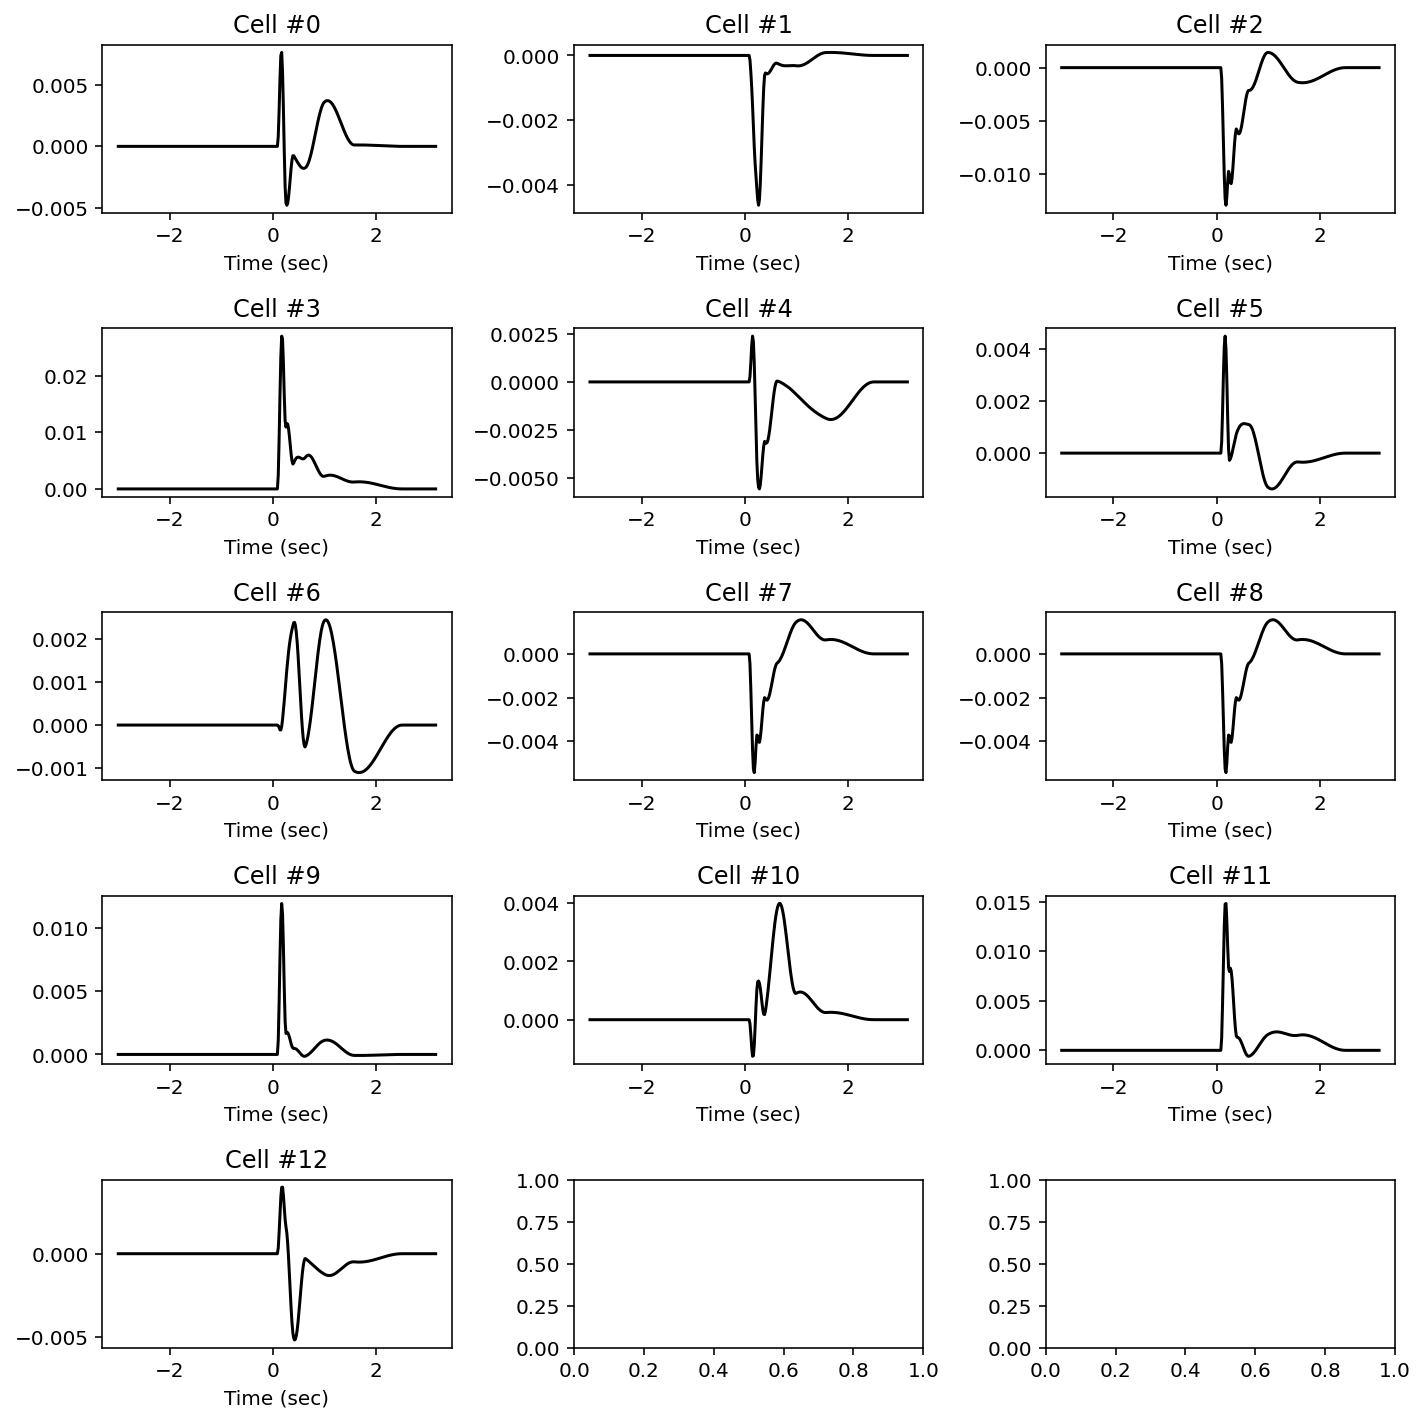 Cell #0
Cell #1
Cell #2
0.005
0.000
−0.005
0.000
−0.002
−0.004
0.000
−0.005
−0.010
−2 0 2
−2 0 2
−2 0 2
Time (sec)
Time (sec)
Time (sec)
Cell #3
Cell #4
Cell #5
0.02
0.01
0.00
0.0025
0.0000
−0.0025
−0.0050
0.004
0.002
0.000
−2 0 2
−2 0 2
−2 0 2
Time (sec)
Time (sec)
Time (sec)
Cell #6
Cell #7
Cell #8
0.002
0.001
0.000
−0.001
0.000
−0.002
−0.004
0.000
−0.002
−0.004
−2 0 2
−2 0 2
−2 0 2
Time (sec)
Time (sec)
Time (sec)
Cell #9
Cell #10
Cell #11
0.010
0.005
0.000
0.004
0.002
0.000
0.015
0.010
0.005
0.000
−2 0 2
−2 0 2
−2 0 2
Time (sec)
Time (sec)
Time (sec)
Cell #12
0.000
−0.005
1.00
0.75
0.50
0.25
0.00
1.00
0.75
0.50
0.25
0.00
−2 0 2
0.0 0.2 0.4 0.6 0.8 1.0
0.0 0.2 0.4 0.6 0.8 1.0
Time (sec)